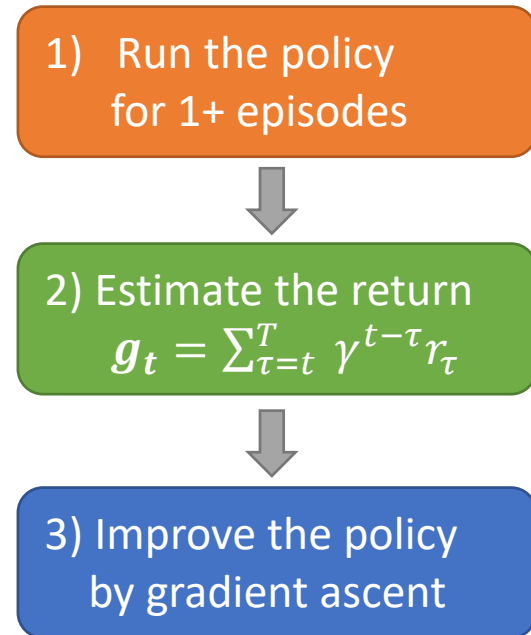 1) Run the policy
for 1+ episodes
2) Estimate the return
𝒈𝒕 = ∑_{τ=t}^{T} γ^{t−τ} r_τ
3) Improve the policy
by gradient ascent